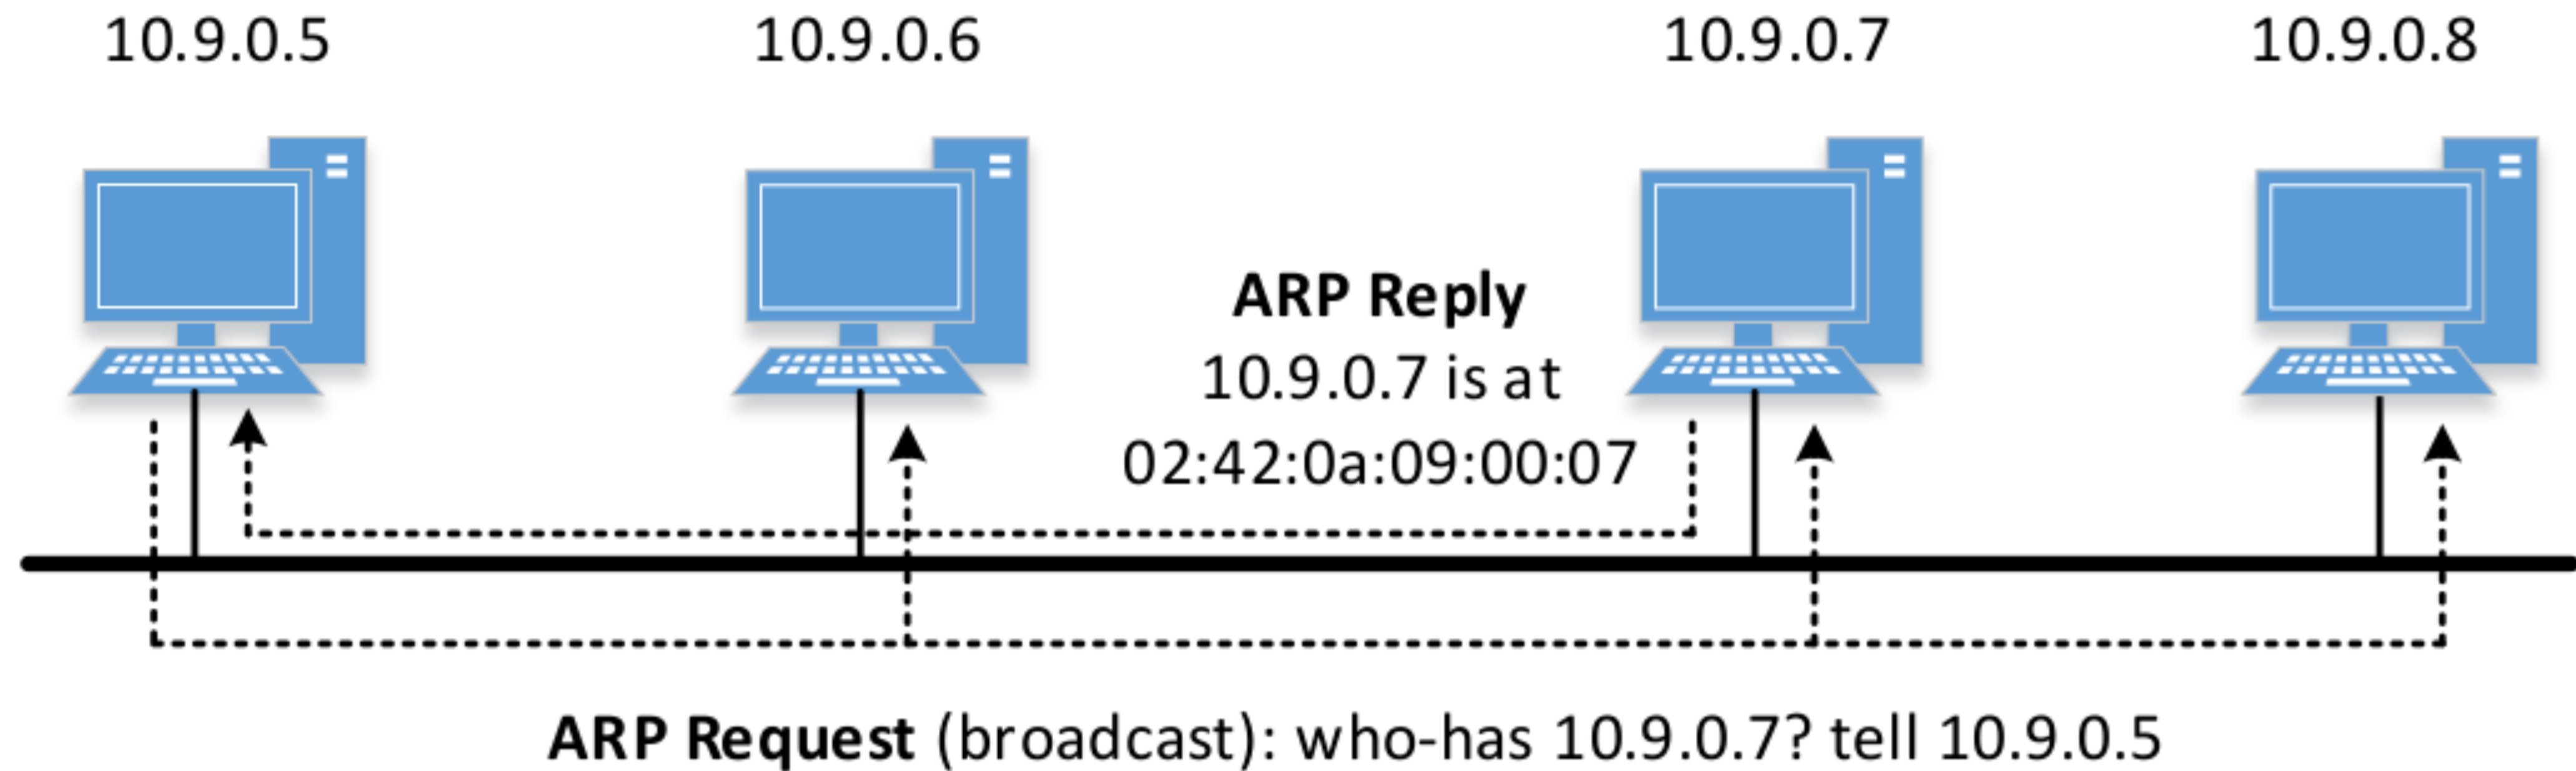 10.9.0.5
10.9.0.6
10.9.0.7
10.9.0.8
ARP Reply
10.9.0.7 is at
02:42:0a:09:00:07
ARP Request (broadcast): who-has 10.9.0.7? tell 10.9.0.5